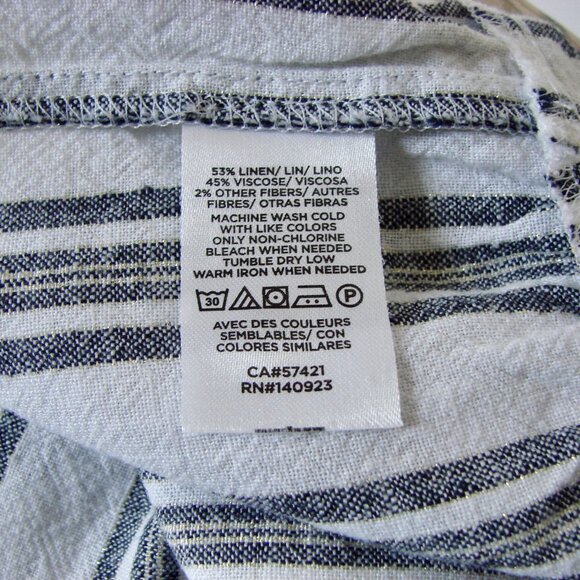 53% LINEN/ LIN/ LINO
45% VISCOSE/ VISCOSA
2% OTHER FIBERS/ AUTRES
FIBRES/ OTRAS FIBRAS
MACHINE WASH COLD
WITH LIKE COLORS
ONLY NON-CHLORINE
BLEACH WHEN NEEDED
TUMBLE DRY LOW
WARM IRON WHEN NEEDED
30 P
AVEC DES COULEURS
SEMBLABLES/ CON
COLORES SIMILARES
CA#57421
RN#140923